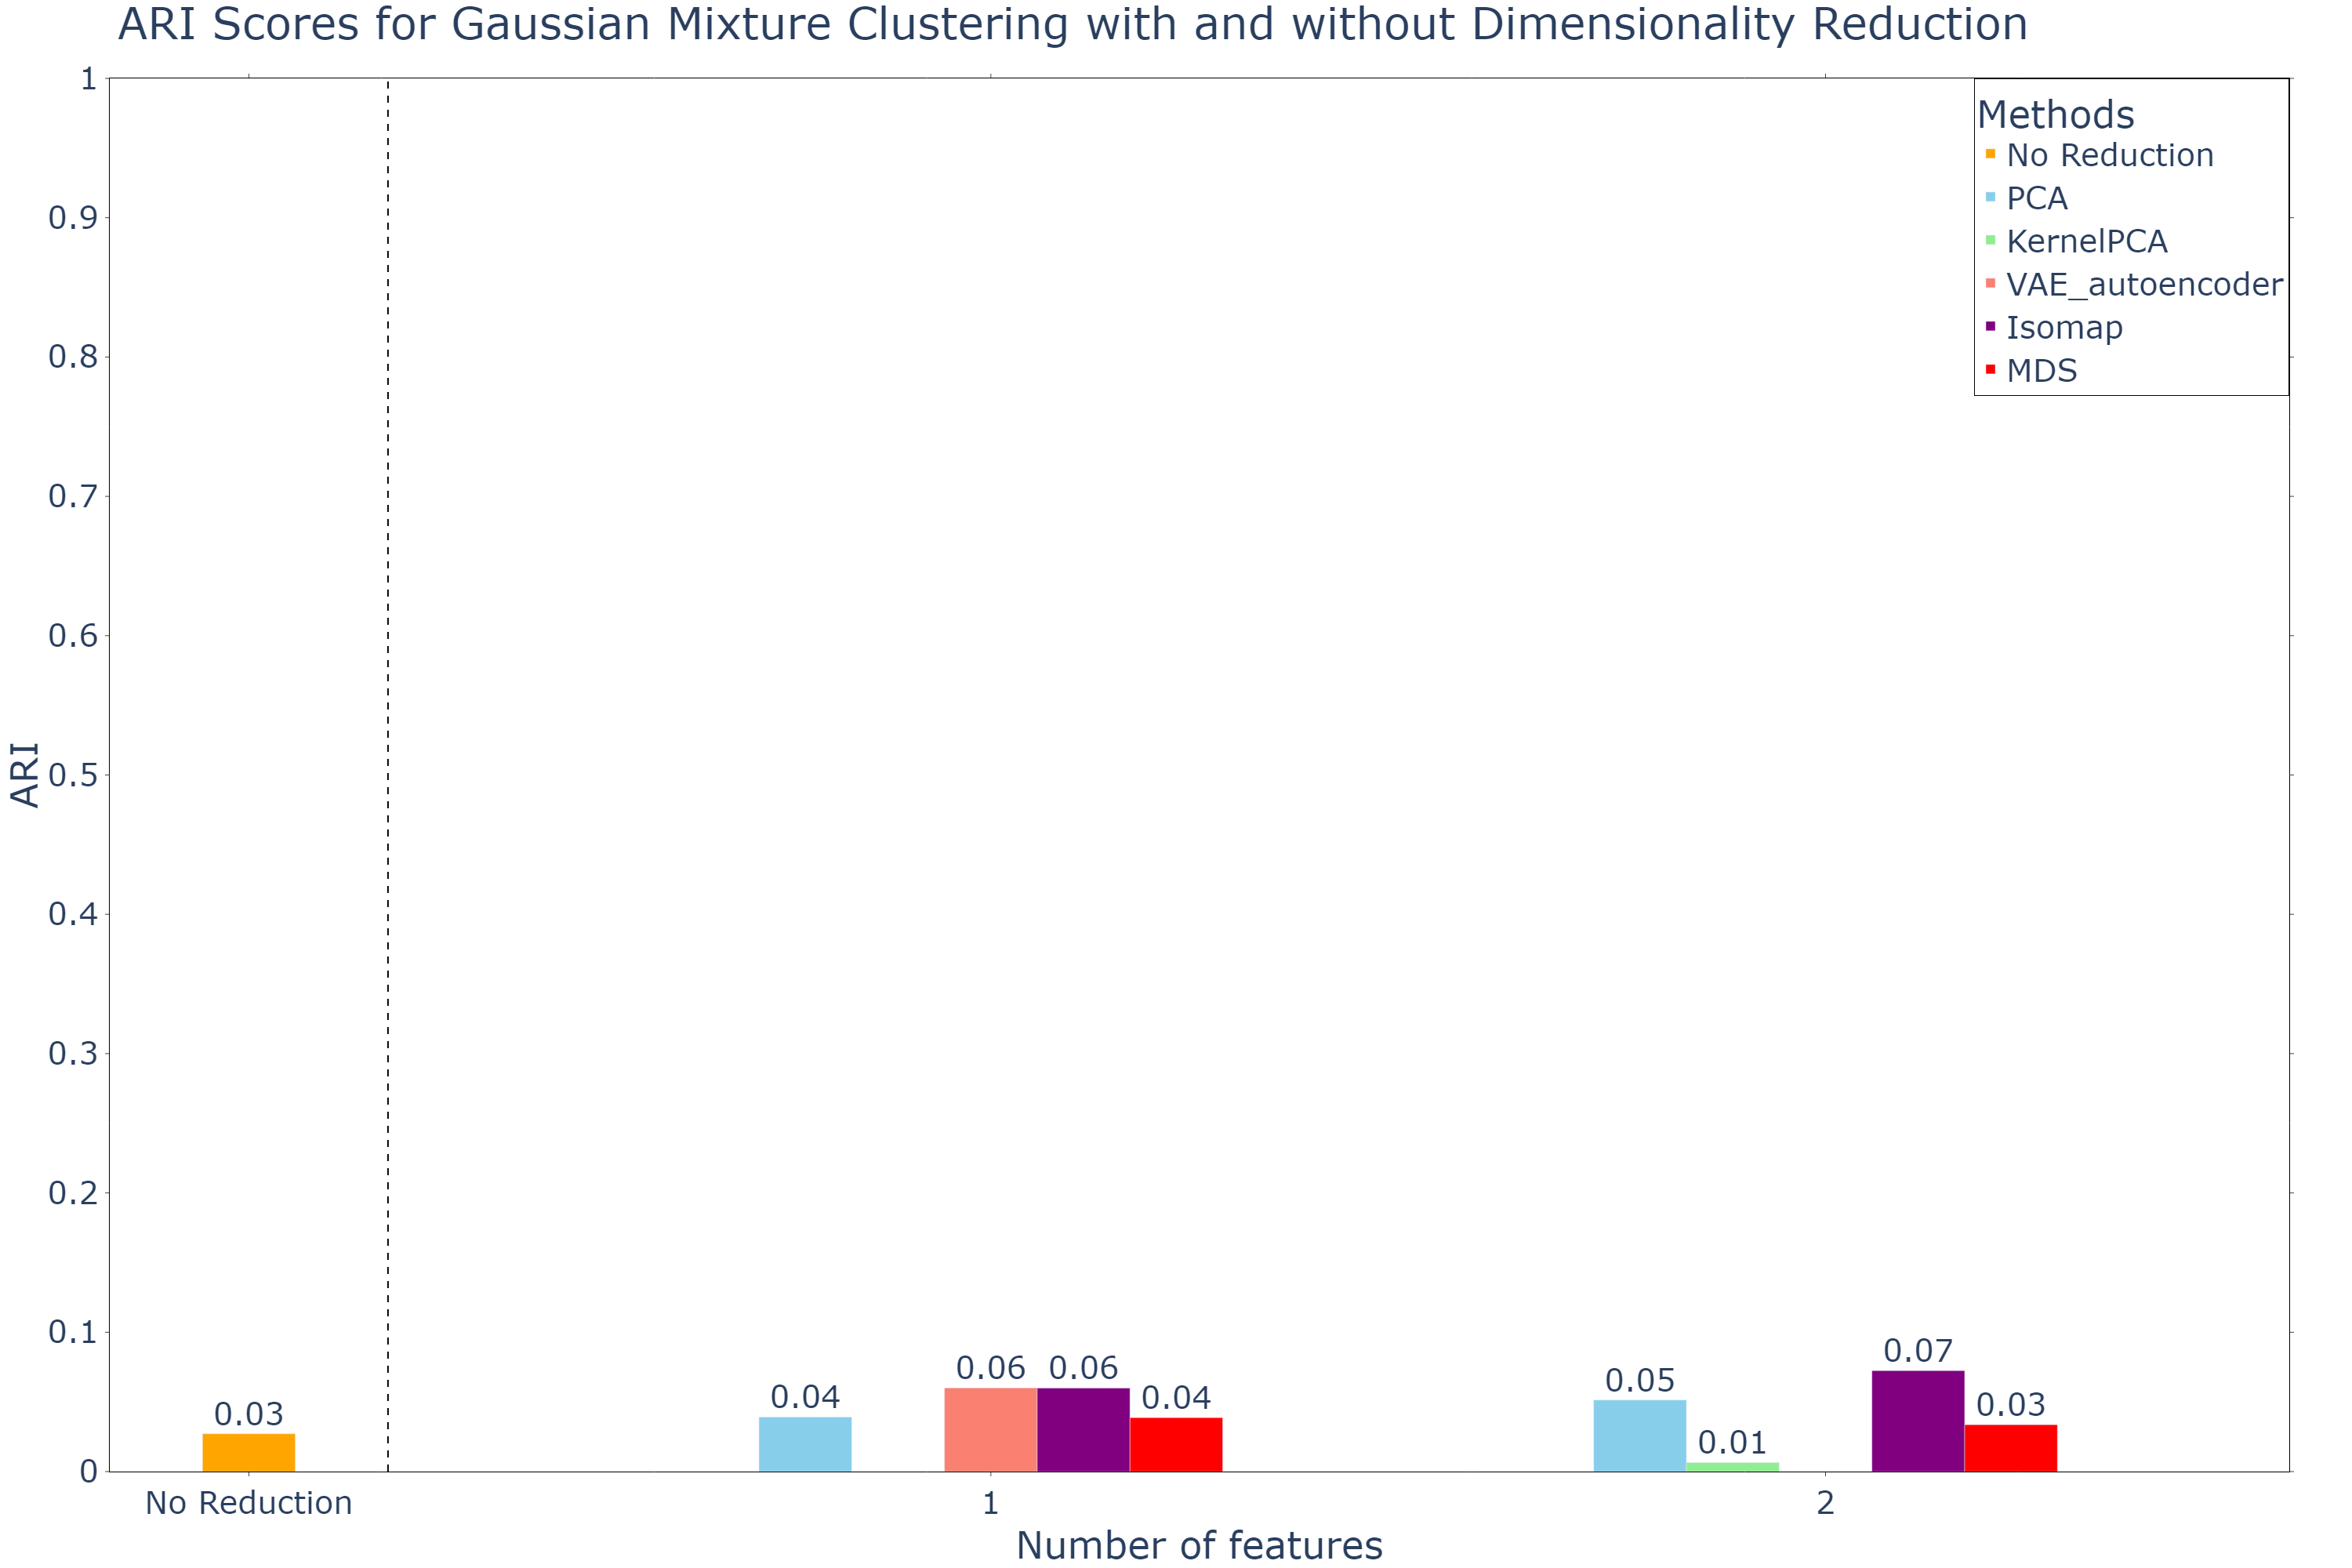 ARI Scores for Gaussian Mixture Clustering with and without Dimensionality Reduction
1
0.9
0.8
0.7
0.6
0.5
0.4
0.3
0.2
0.1
0
ARI
Methods
No Reduction
PCA
KernelPCA
VAE_autoencoder
Isomap
MDS
0.03
0.04
0.06
0.06
0.04
0.05
0.01
0.07
0.03
No Reduction
1
2
Number of features